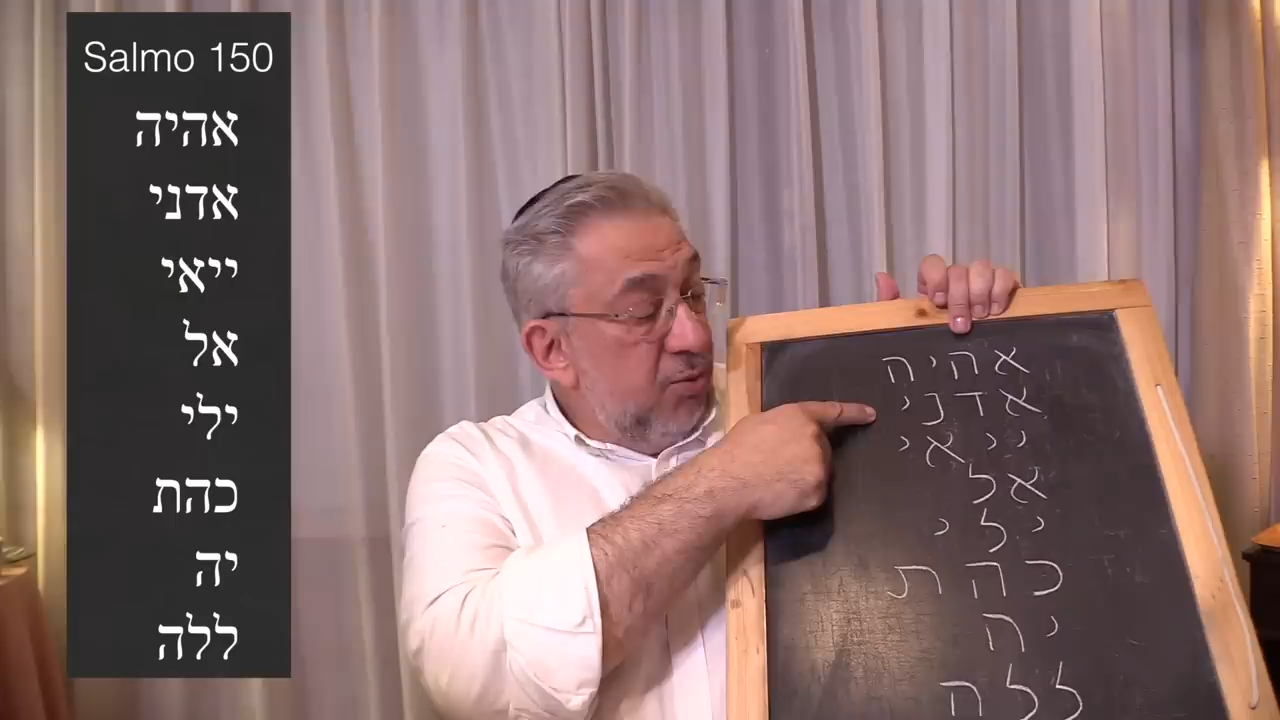 Salmo 150
אהיה
אדני
ייאי
אל
ילי
כהת
יה
ללה
אהיה
אדני
ייאי
אל
ילי
כהת
יה
ללה